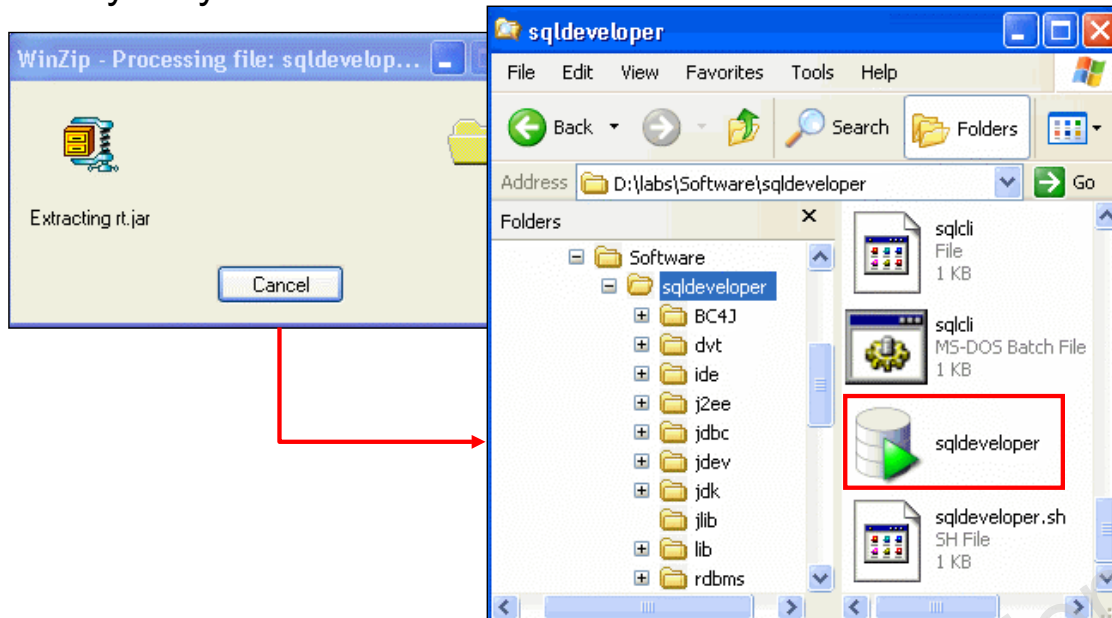 WinZip - Processing file: sqldevelop...
Extracting rt.jar
Cancel
sqldeveloper
File Edit View Favorites Tools Help
Back Search Folders
Address D:\labs\Software\sqldeveloper Go
Folders
Software
sqldeveloper
BC4J
dvt
ide
j2ee
jdbc
jdev
jdk
jlib
lib
rdbms
sqlcli
File
1 KB
sqlcli
MS-DOS Batch File
1 KB
sqldeveloper
sqldeveloper.sh
SH File
1 KB